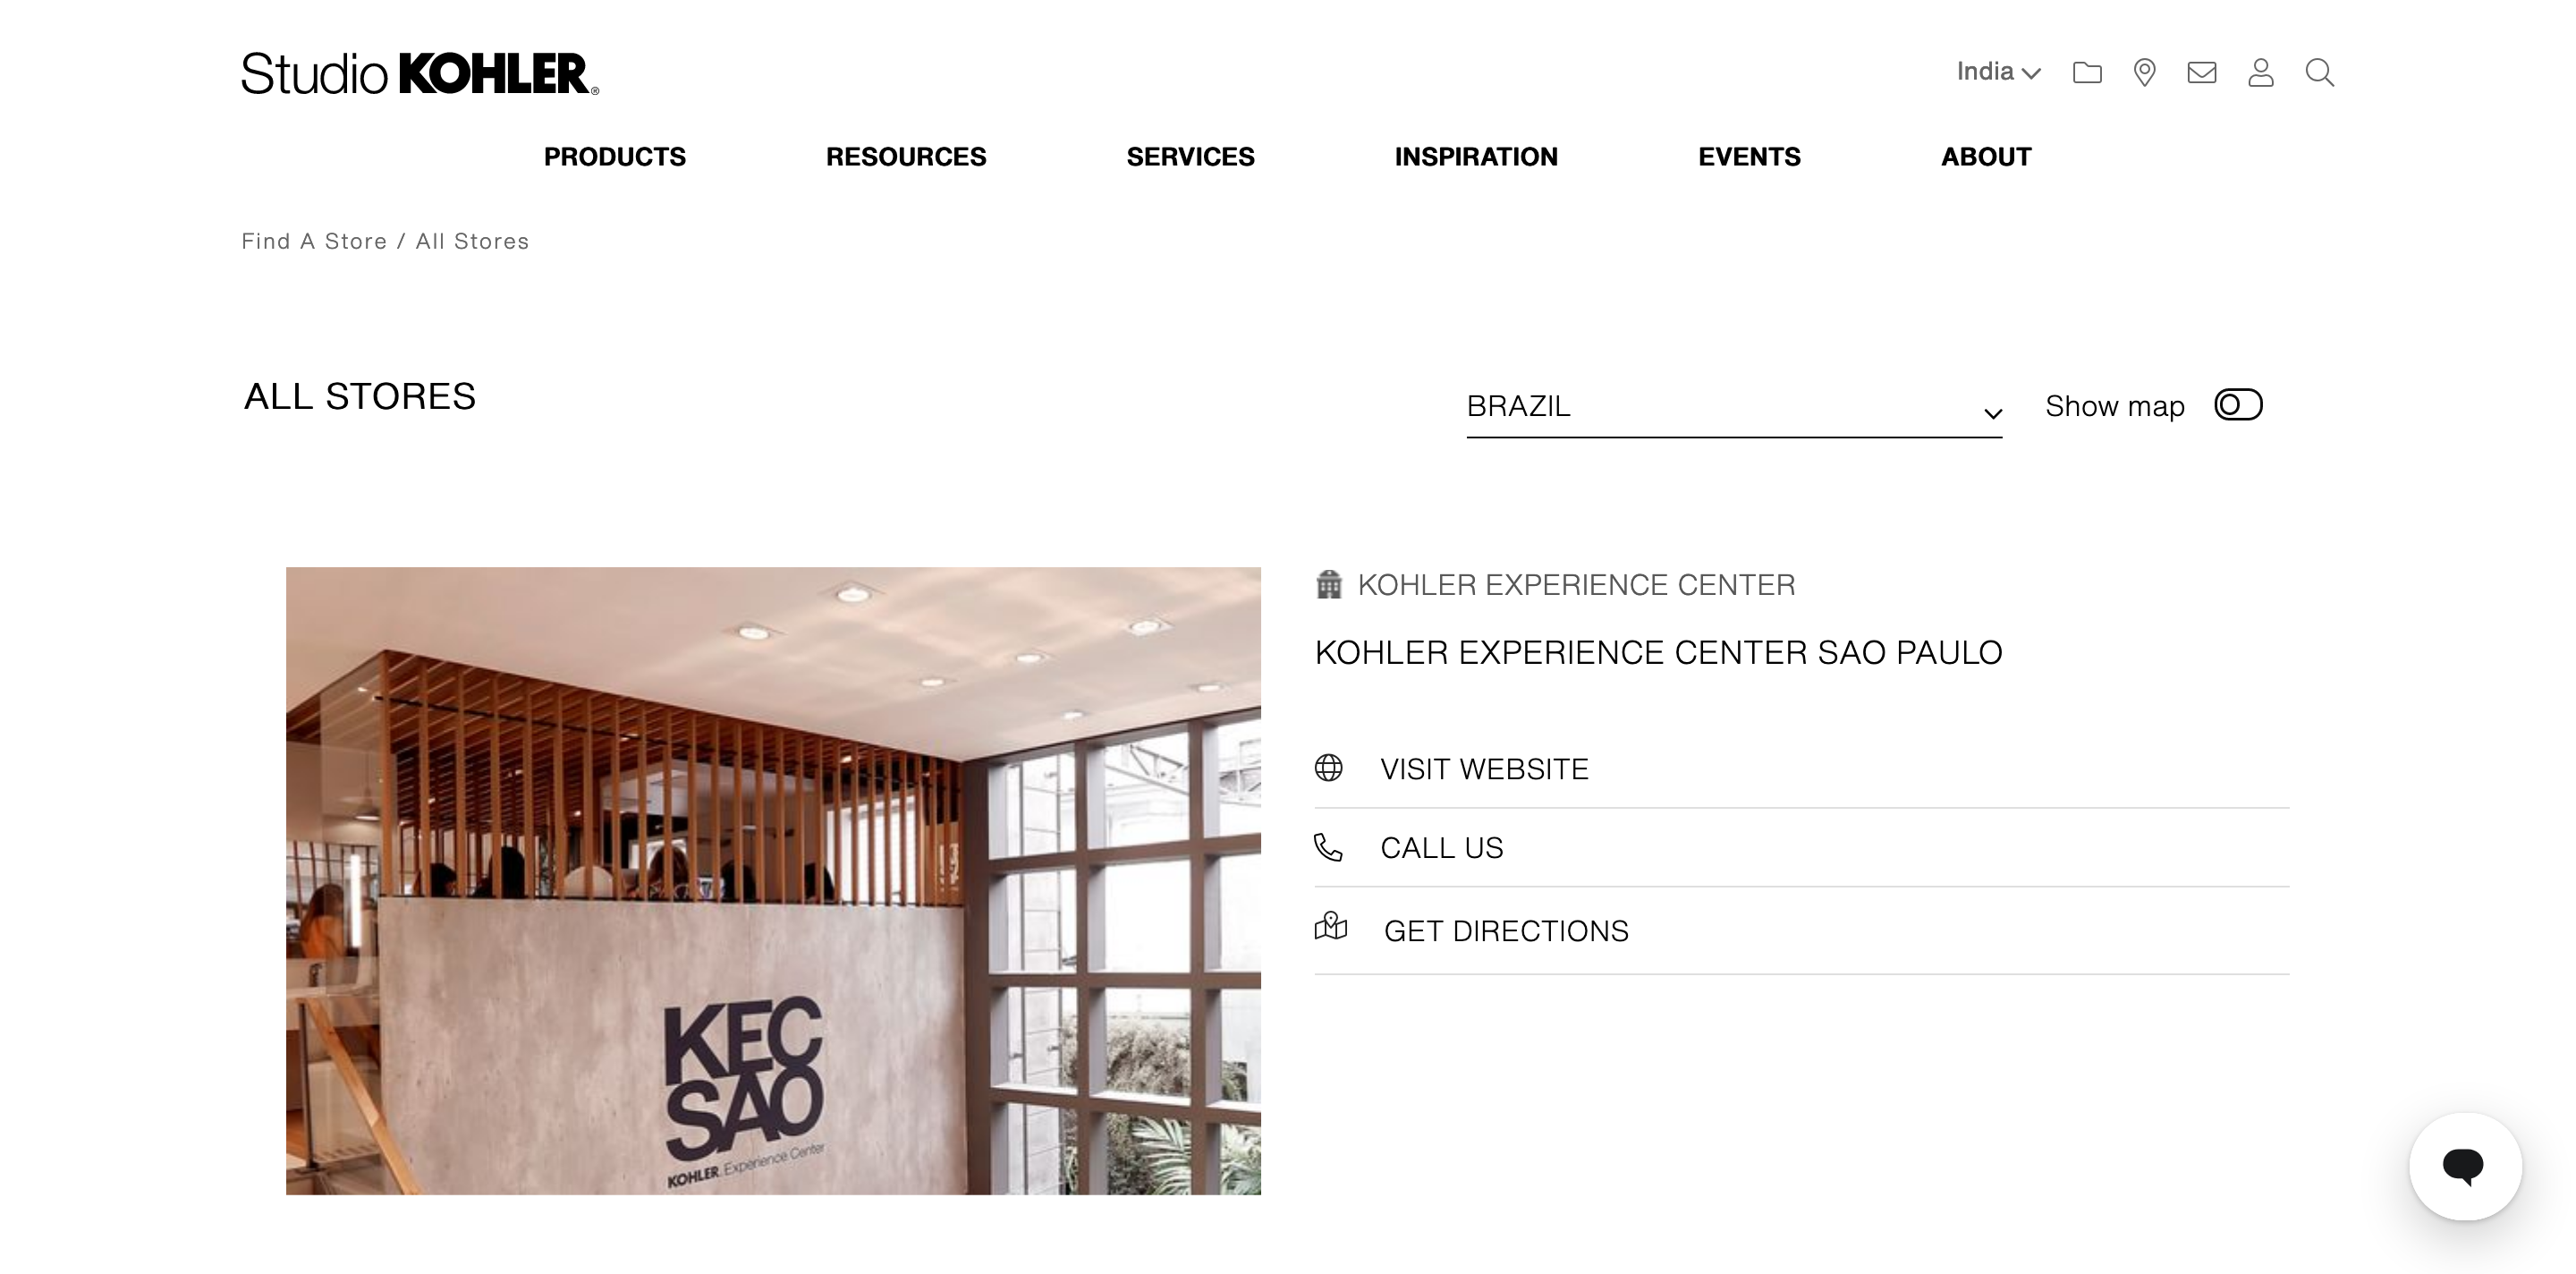 Studio KOHLER®
India
PRODUCTS
RESOURCES
SERVICES
INSPIRATION
EVENTS
ABOUT
Find A Store / All Stores
ALL STORES
BRAZIL
Show map
KOHLER EXPERIENCE CENTER
KOHLER EXPERIENCE CENTER SAO PAULO
VISIT WEBSITE
CALL US
GET DIRECTIONS
KEC
SAO
KOHLER. Experience Center